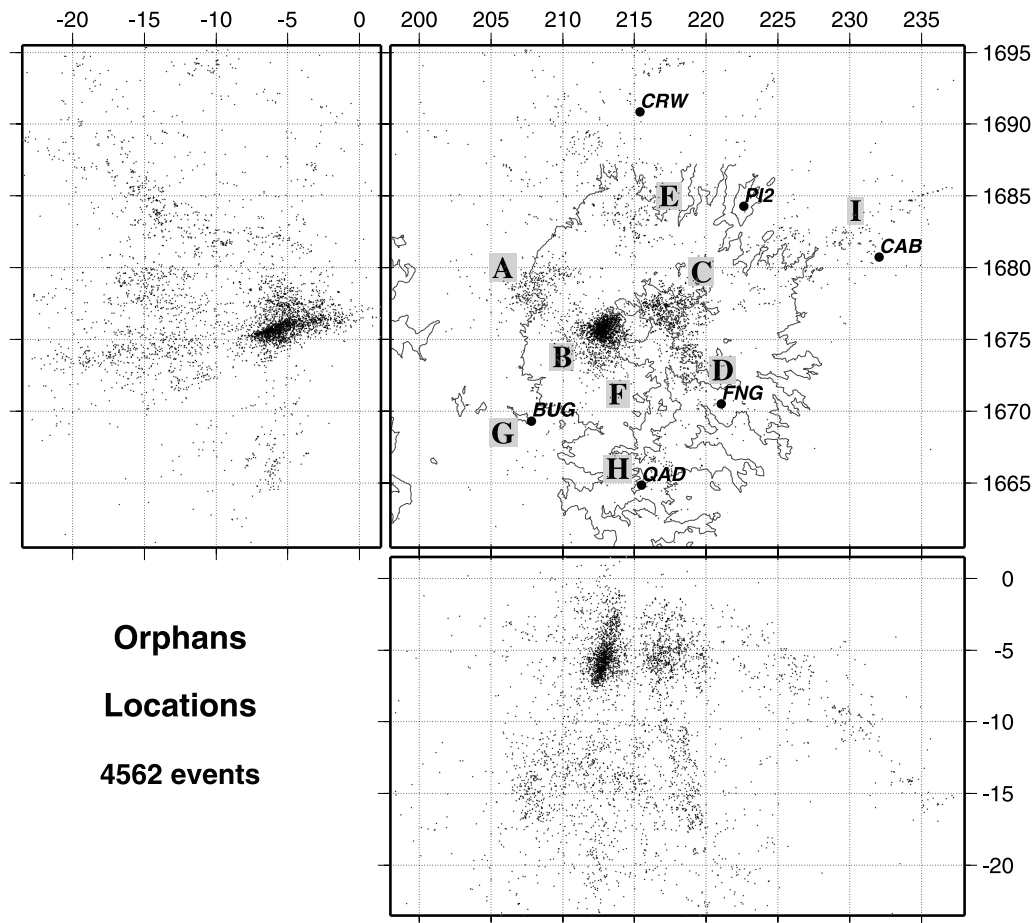 -20 -15 -10 -5 0 200 205 210 215 220 225 230 235
1695
CRW
1690
E
PI2
1685
I
CAB
A
C
1680
B
1675
D
F
FNG
BUG
1670
G
H
QAD
1665
0
Orphans
-5
Locations
-10
4562 events
-15
-20